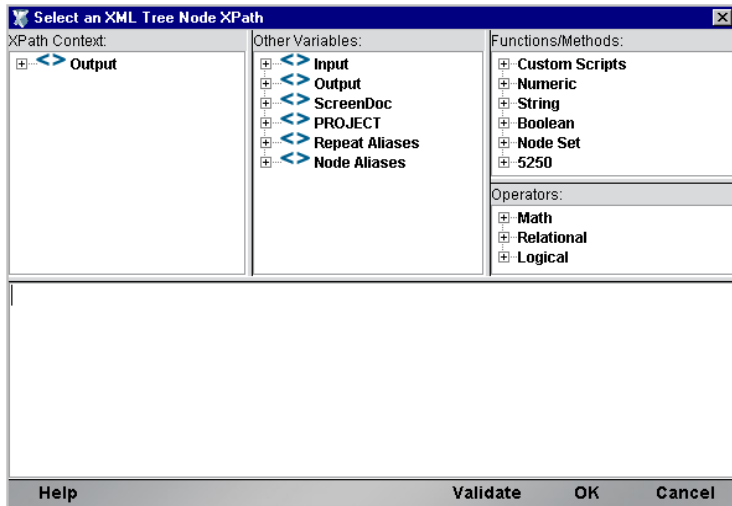 Select an XML Tree Node XPath
XPath Context:
Output
Other Variables:
Input
Output
ScreenDoc
PROJECT
Repeat Aliases
Node Aliases
Functions/Methods:
Custom Scripts
Numeric
String
Boolean
Node Set
5250
Operators:
Math
Relational
Logical
Help
Validate
OK
Cancel